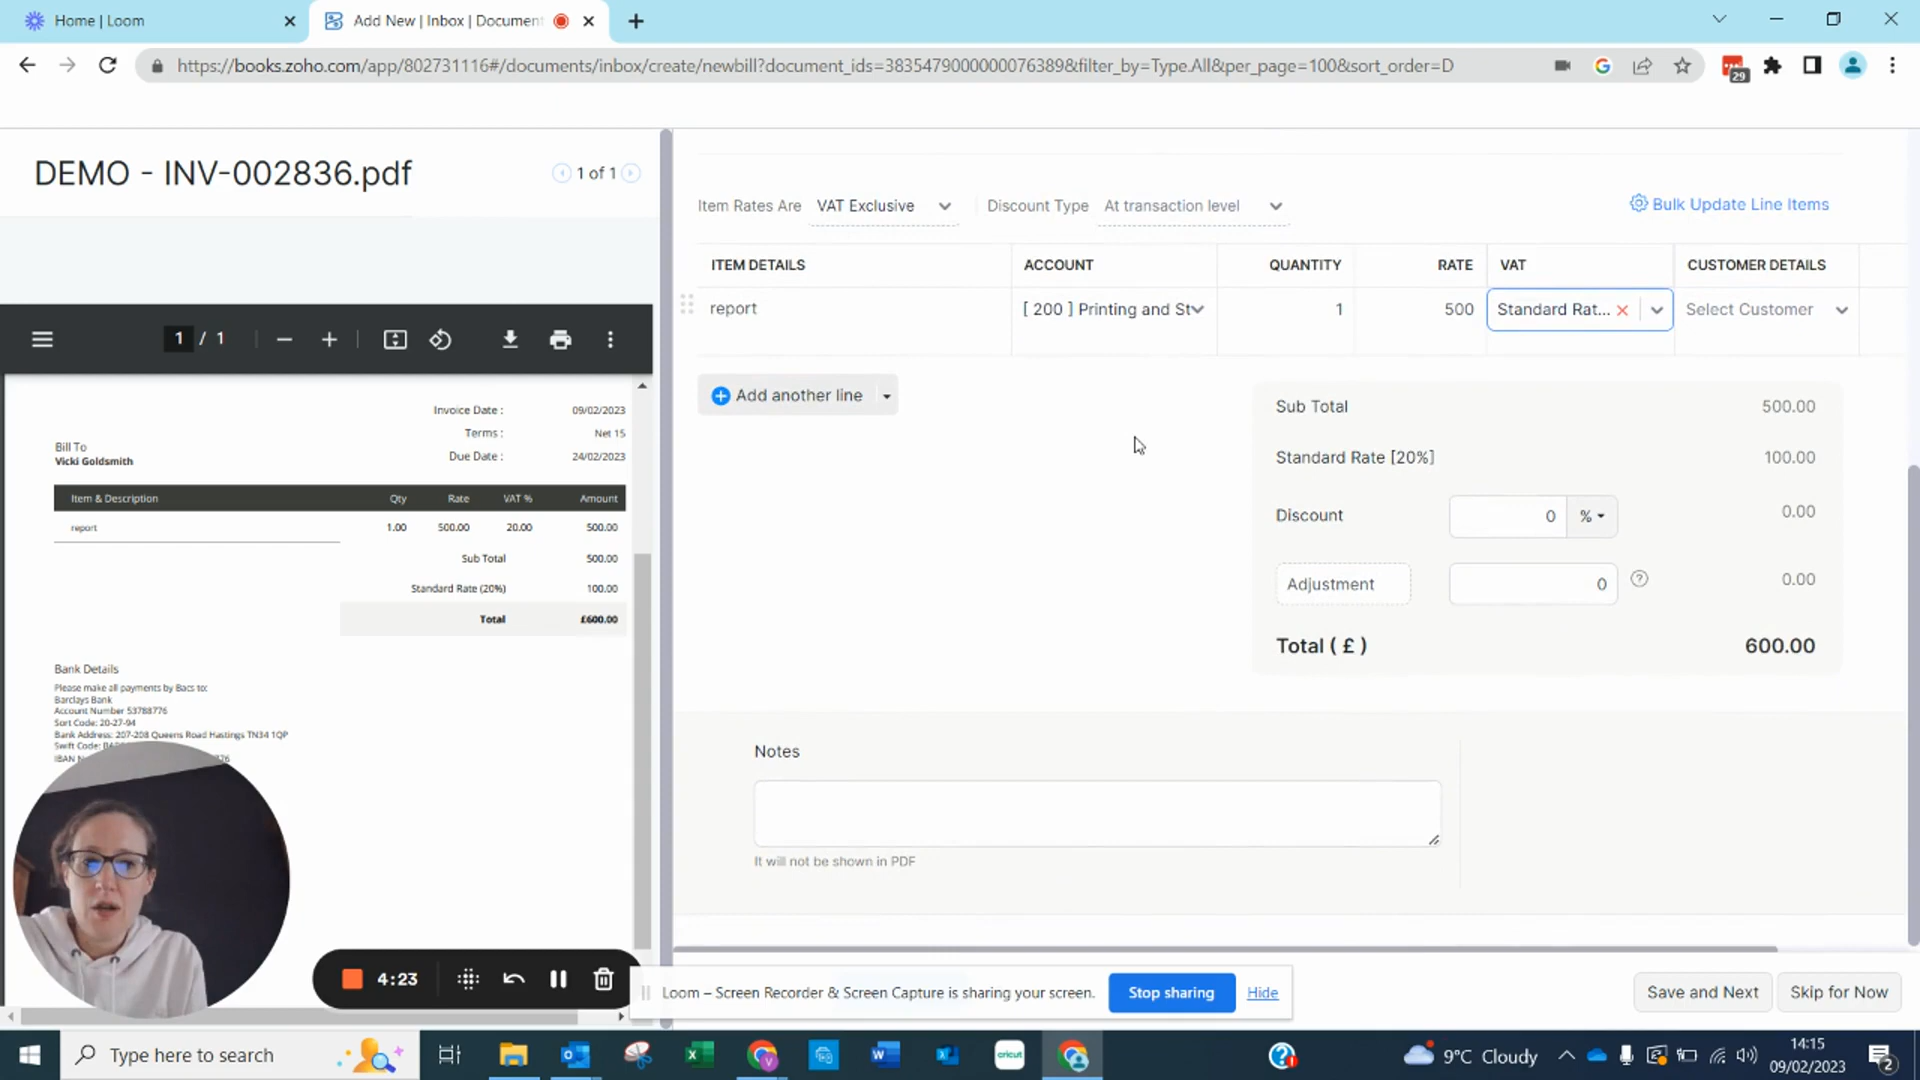 Home | Loom
Add New | Inbox | Document
https://books.zoho.com/app/802731116#/documents/inbox/create/newbill?document_ids=3835479000000076389&filter_by=Type.All&per_page=100&sort_order=D
29
DEMO - INV-002836.pdf
1 of 1
1 / 1
Invoice Date : 09/02/2023
Terms : Net 15
Due Date : 24/02/2023
Bill To
Vicki Goldsmith
Item & Description Qty Rate VAT % Amount
report 1.00 500.00 20.00 500.00
Sub Total 500.00
Standard Rate (20%) 100.00
Total £600.00
Bank Details
Please make all payments by Bacs to:
Barclays Bank
Account Number 53788776
Sort Code: 20-27-94
Bank Address: 207-208 Queens Road Hastings TN34 1QP
Swift Code:
IBAN
4:23
Item Rates Are VAT Exclusive Discount Type At transaction level Bulk Update Line Items
ITEM DETAILS ACCOUNT QUANTITY RATE VAT CUSTOMER DETAILS
report [ 200 ] Printing and St 1 500 Standard Rat... Select Customer
Add another line
Sub Total 500.00
Standard Rate [20%] 100.00
Discount 0 % 0.00
Adjustment 0 0.00
Total ( £ ) 600.00
Notes
It will not be shown in PDF
Loom – Screen Recorder & Screen Capture is sharing your screen. Stop sharing Hide
Save and Next Skip for Now
Type here to search
cricut
9°C Cloudy
14:15
09/02/2023
2